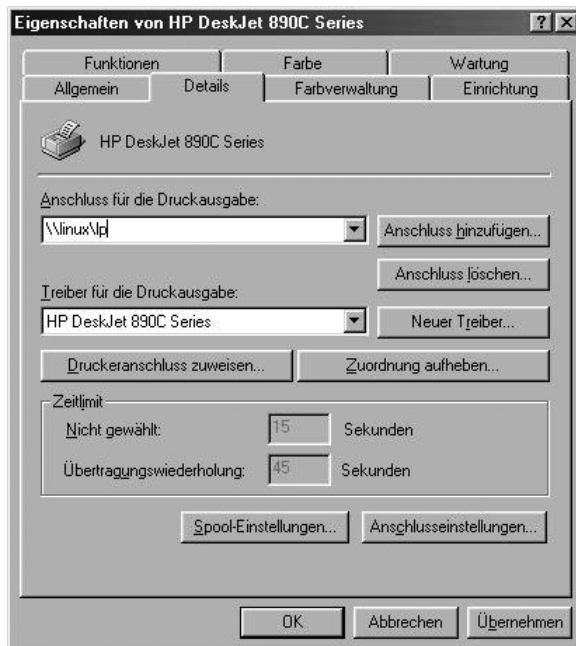 Eigenschaften von HP DeskJet 890C Series
Funktionen Farbe Wartung
Allgemein Details Farbverwaltung Einrichtung
HP DeskJet 890C Series
Anschluss für die Druckausgabe:
\\linux\lp Anschluss hinzufügen...
Anschluss löschen...
Treiber für die Druckausgabe:
HP DeskJet 890C Series Neuer Treiber...
Druckeranschluss zuweisen... Zuordnung aufheben...
Zeitlimit
Nicht gewählt: 15 Sekunden
Übertragungswiederholung: 45 Sekunden
Spool-Einstellungen... Anschlusseinstellungen...
OK Abbrechen Übernehmen